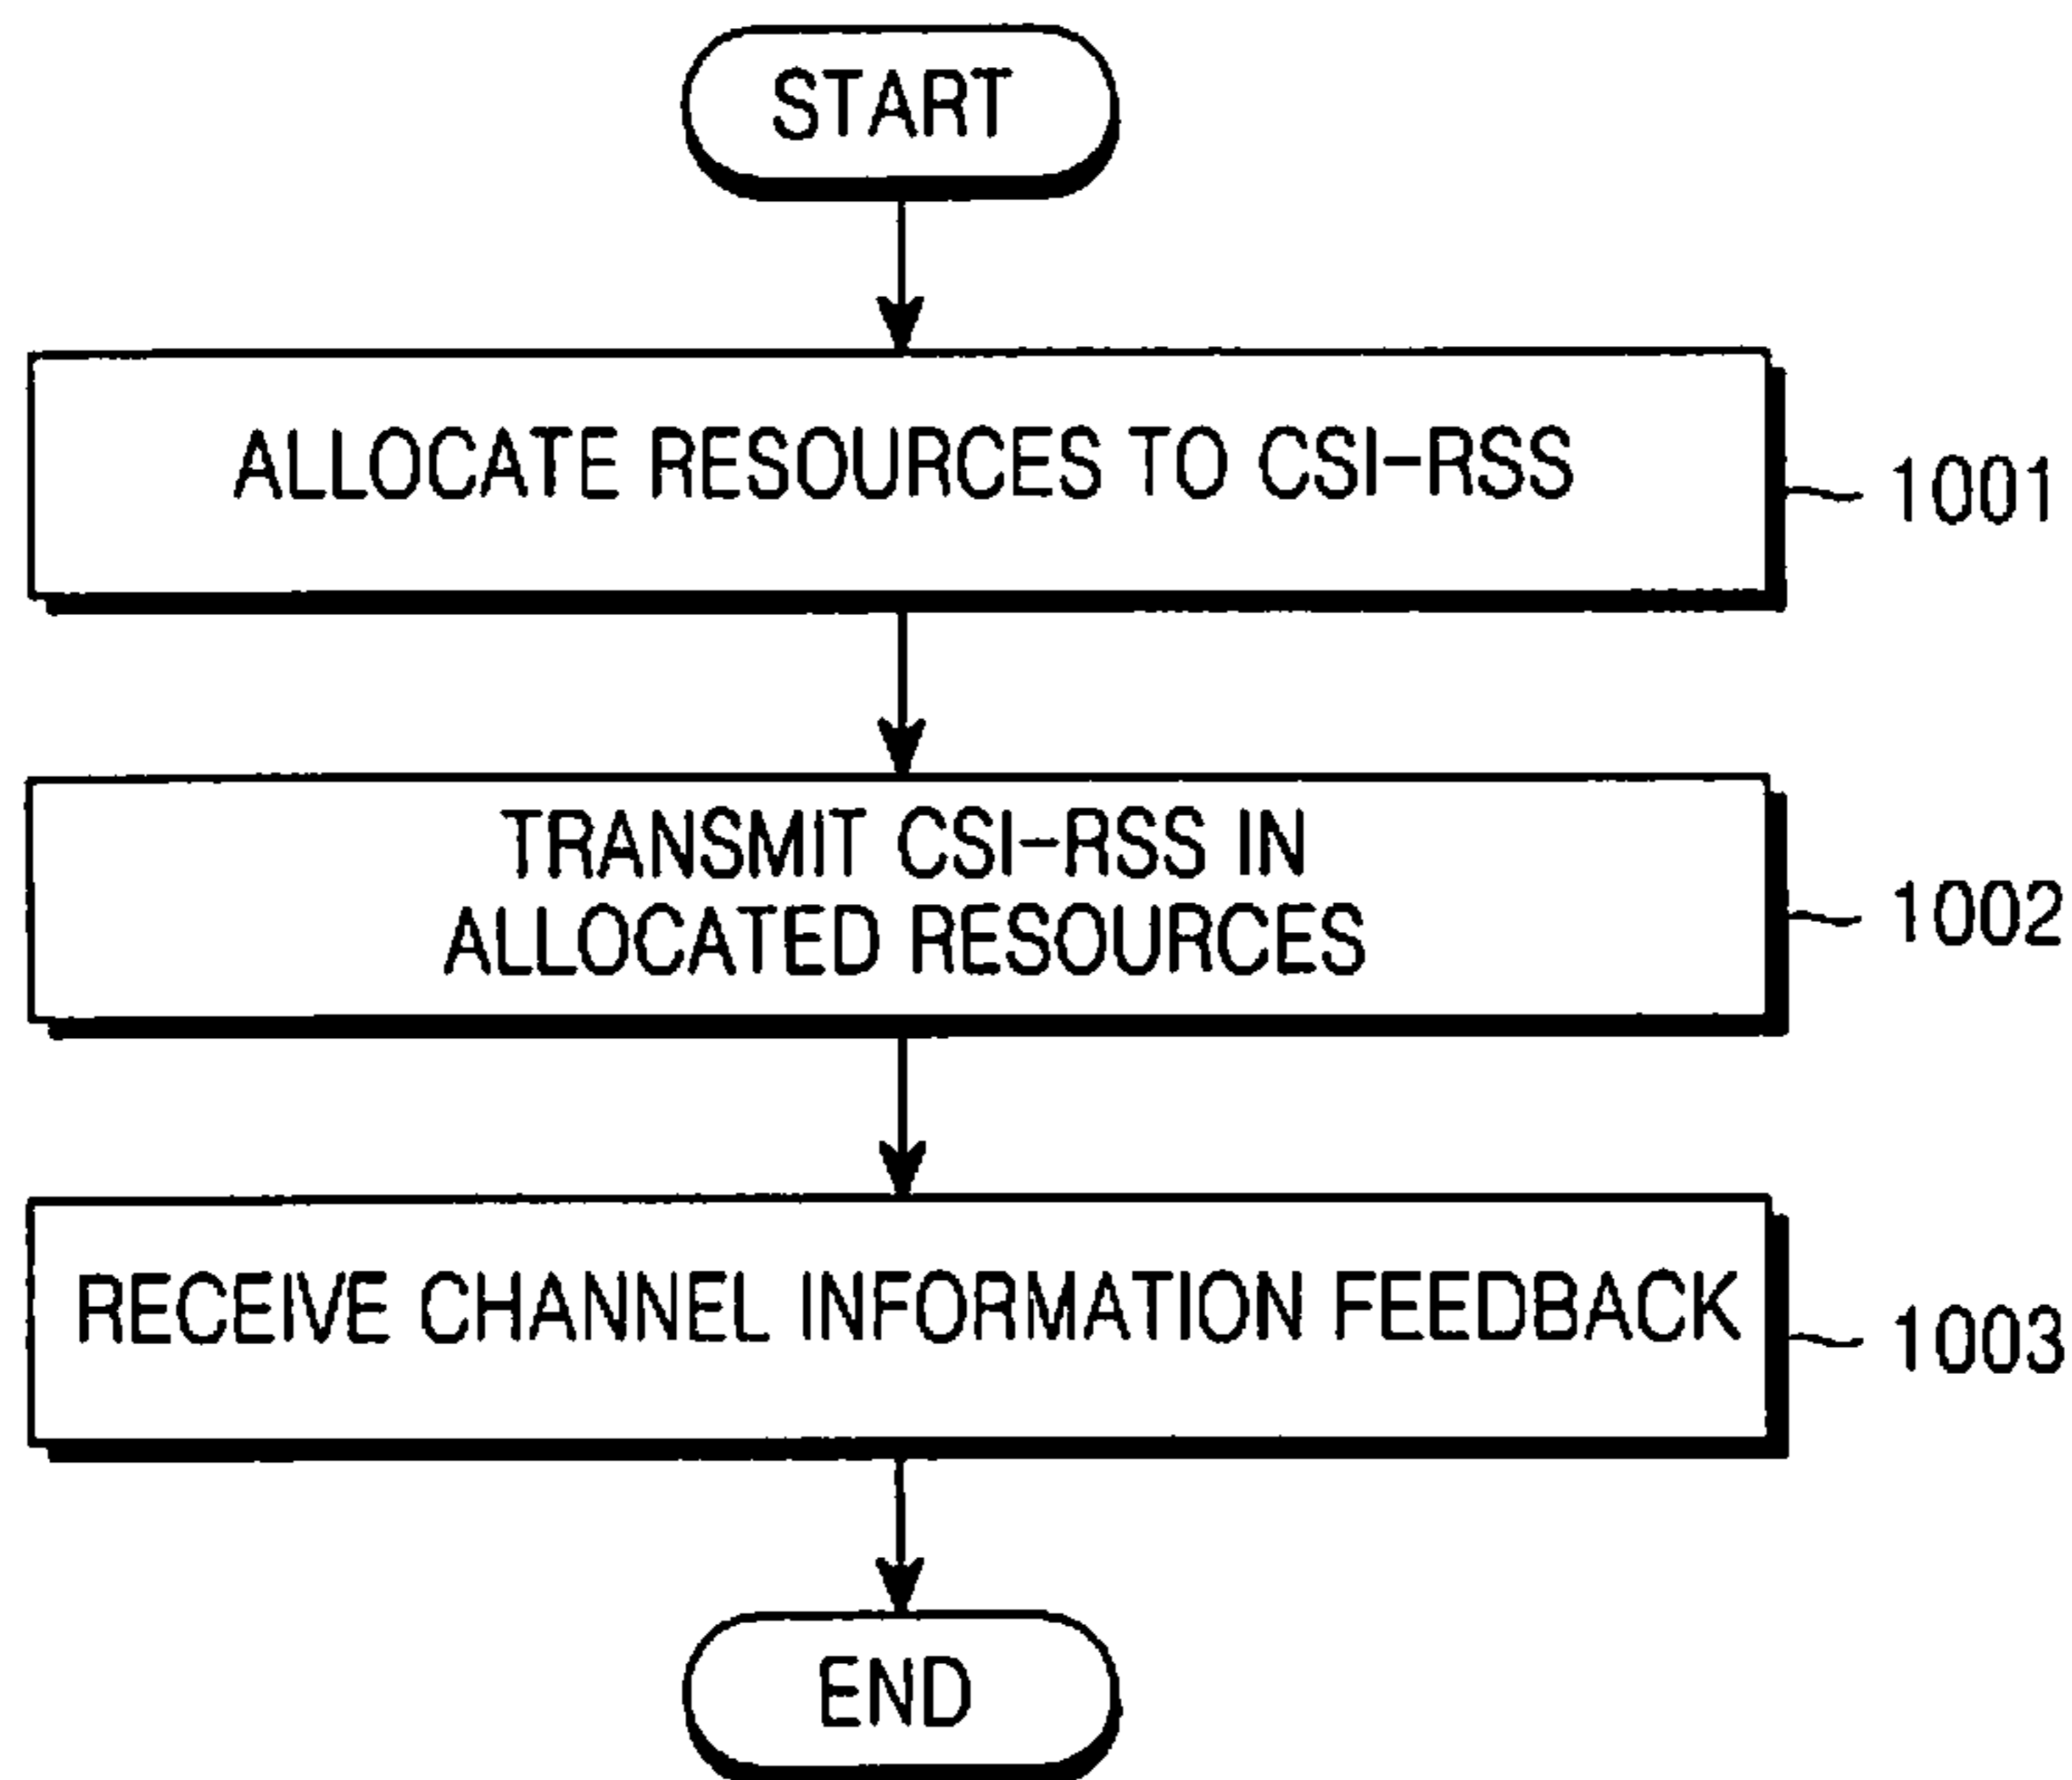 START
ALLOCATE RESOURCES TO CSI-RSS
1001
TRANSMIT CSI-RSS IN
ALLOCATED RESOURCES
1002
RECEIVE CHANNEL INFORMATION FEEDBACK
1003
END